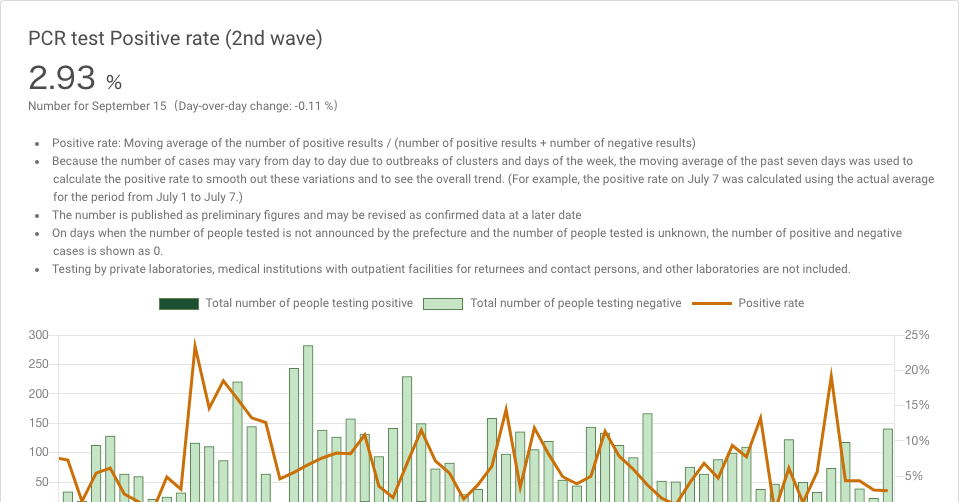 PCR test Positive rate (2nd wave)
2.93 %
Number for September 15（Day-over-day change: -0.11 %）
• Positive rate: Moving average of the number of positive results / (number of positive results + number of negative results)
• Because the number of cases may vary from day to day due to outbreaks of clusters and days of the week, the moving average of the past seven days was used to
calculate the positive rate to smooth out these variations and to see the overall trend. (For example, the positive rate on July 7 was calculated using the actual average
for the period from July 1 to July 7.)
• The number is published as preliminary figures and may be revised as confirmed data at a later date
• On days when the number of people tested is not announced by the prefecture and the number of people tested is unknown, the number of positive and negative
cases is shown as 0.
• Testing by private laboratories, medical institutions with outpatient facilities for returnees and contact persons, and other laboratories are not included.
Total number of people testing positive Total number of people testing negative Positive rate
300 25%
250 20%
200 15%
150 10%
100 5%
50